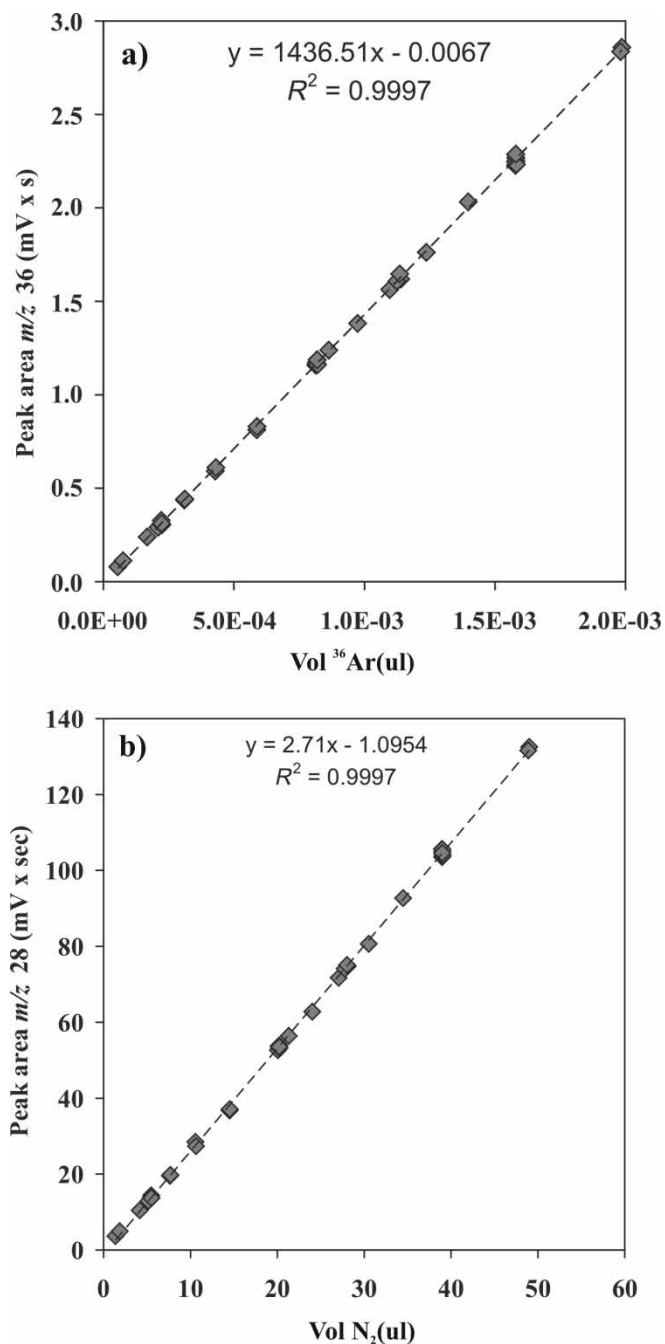 a)
y = 1436.51x - 0.0067
R² = 0.9997
3.0
2.5
2.0
1.5
1.0
0.5
0.0
Peak area m/z 36 (mV x s)
0.0E+00 5.0E-04 1.0E-03 1.5E-03 2.0E-03
Vol ³⁶Ar(ul)
b)
y = 2.71x - 1.0954
R² = 0.9997
140
120
100
80
60
40
20
0
Peak area m/z 28 (mV x sec)
0 10 20 30 40 50 60
Vol N₂(ul)